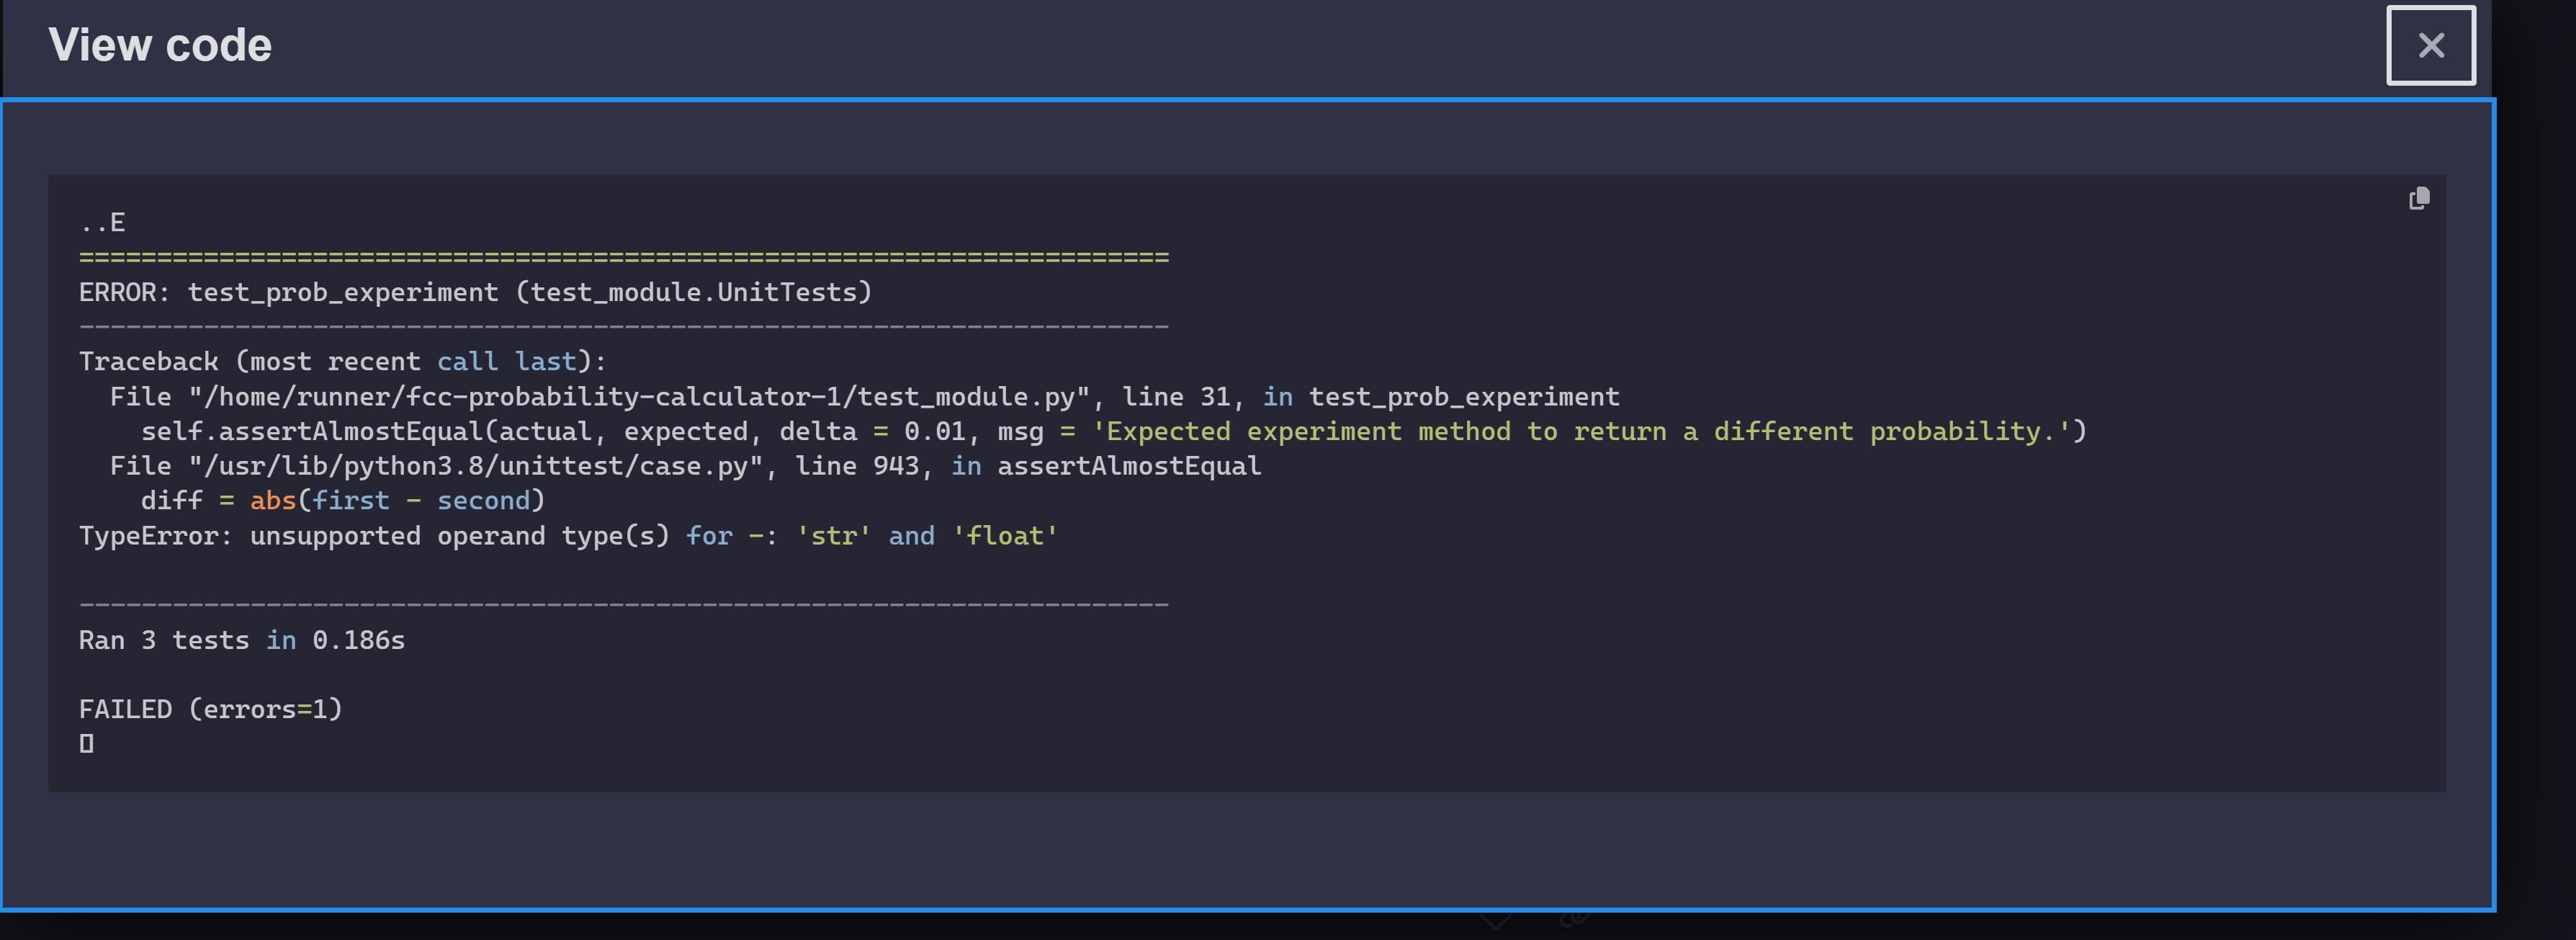 View code
..E
======================================================================
ERROR: test_prob_experiment (test_module.UnitTests)
----------------------------------------------------------------------
Traceback (most recent call last):
  File "/home/runner/fcc-probability-calculator-1/test_module.py", line 31, in test_prob_experiment
    self.assertAlmostEqual(actual, expected, delta = 0.01, msg = 'Expected experiment method to return a different probability.')
  File "/usr/lib/python3.8/unittest/case.py", line 943, in assertAlmostEqual
    diff = abs(first - second)
TypeError: unsupported operand type(s) for -: 'str' and 'float'
----------------------------------------------------------------------
Ran 3 tests in 0.186s
FAILED (errors=1)